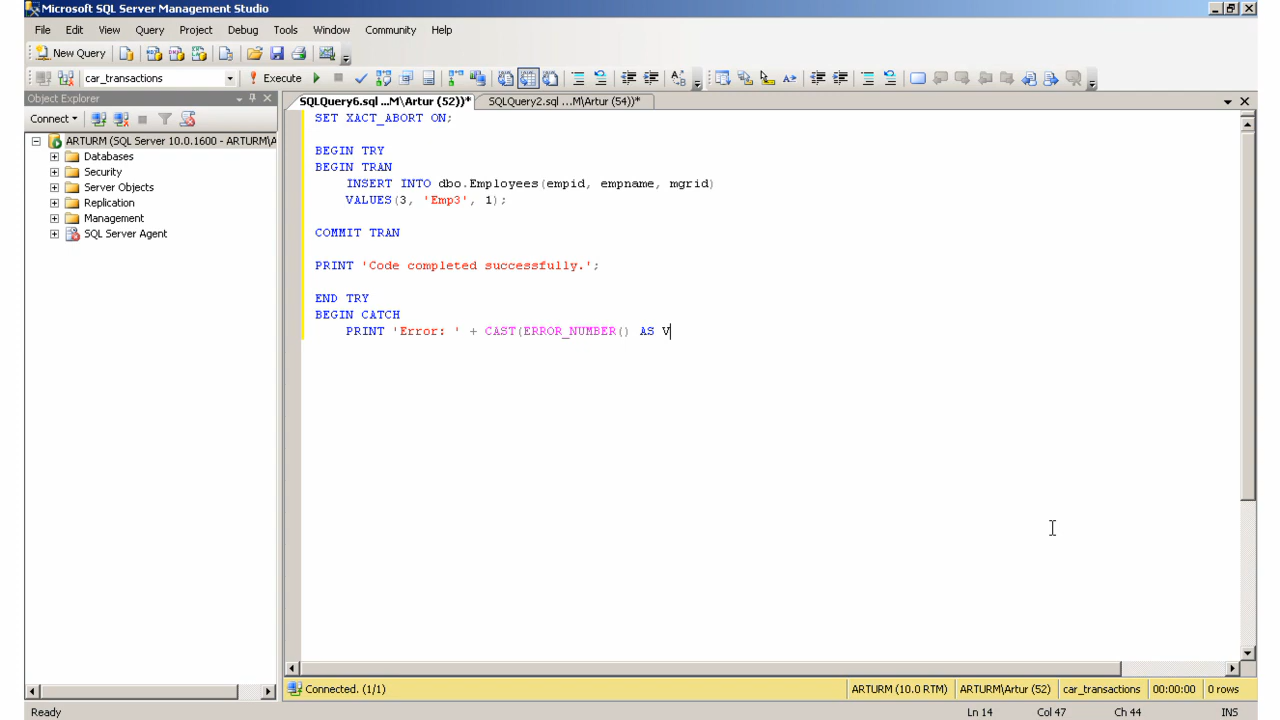 Microsoft SQL Server Management Studio
File Edit View Query Project Debug Tools Window Community Help
New Query
car_transactions Execute
Object Explorer
SQLQuery6.sql ...M\Artur (52))* SQLQuery2.sql ...M\Artur (54))*
Connect
ARTURM (SQL Server 10.0.1600 - ARTURM\A
Databases
Security
Server Objects
Replication
Management
SQL Server Agent
SET XACT_ABORT ON;
BEGIN TRY
BEGIN TRAN
INSERT INTO dbo.Employees(empid, empname, mgrid)
VALUES(3, 'Emp3', 1);
COMMIT TRAN
PRINT 'Code completed successfully.';
END TRY
BEGIN CATCH
PRINT 'Error: ' + CAST(ERROR_NUMBER() AS V
Connected. (1/1) ARTURM (10.0 RTM) ARTURM\Artur (52) car_transactions 00:00:00 0 rows
Ready Ln 14 Col 47 Ch 44 INS